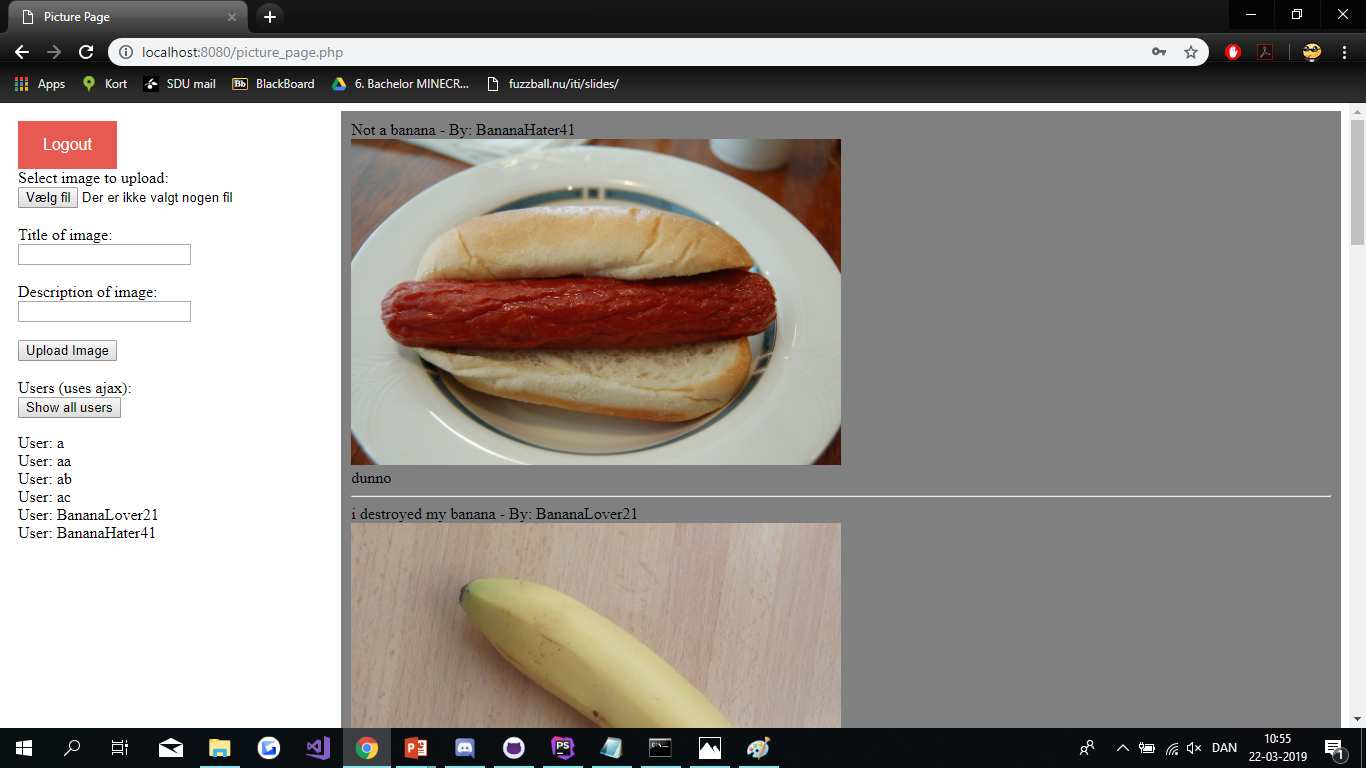 Picture Page
localhost:8080/picture_page.php
Apps
Kort
SDU mail
Bb
BlackBoard
6. Bachelor MINECR...
fuzzball.nu/iti/slides/
Logout
Select image to upload:
Vælg fil Der er ikke valgt nogen fil
Title of image:
Description of image:
Upload Image
Users (uses ajax):
Show all users
User: a
User: aa
User: ab
User: ac
User: BananaLover21
User: BananaHater41
Not a banana - By: BananaHater41
dunno
i destroyed my banana - By: BananaLover21
PS
DAN
10:55
22-03-2019
1